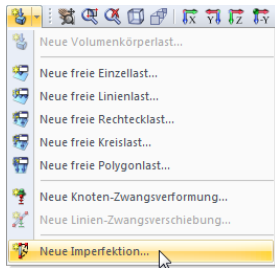 X Y Z -Y
Neue Volumenkörperlast...
Neue freie Einzellast...
Neue freie Linienlast...
Neue freie Rechtecklast...
Neue freie Kreislast...
Neue freie Polygonlast...
Neue Knoten-Zwangsverformung...
Neue Linien-Zwangsverschiebung...
Neue Imperfektion...